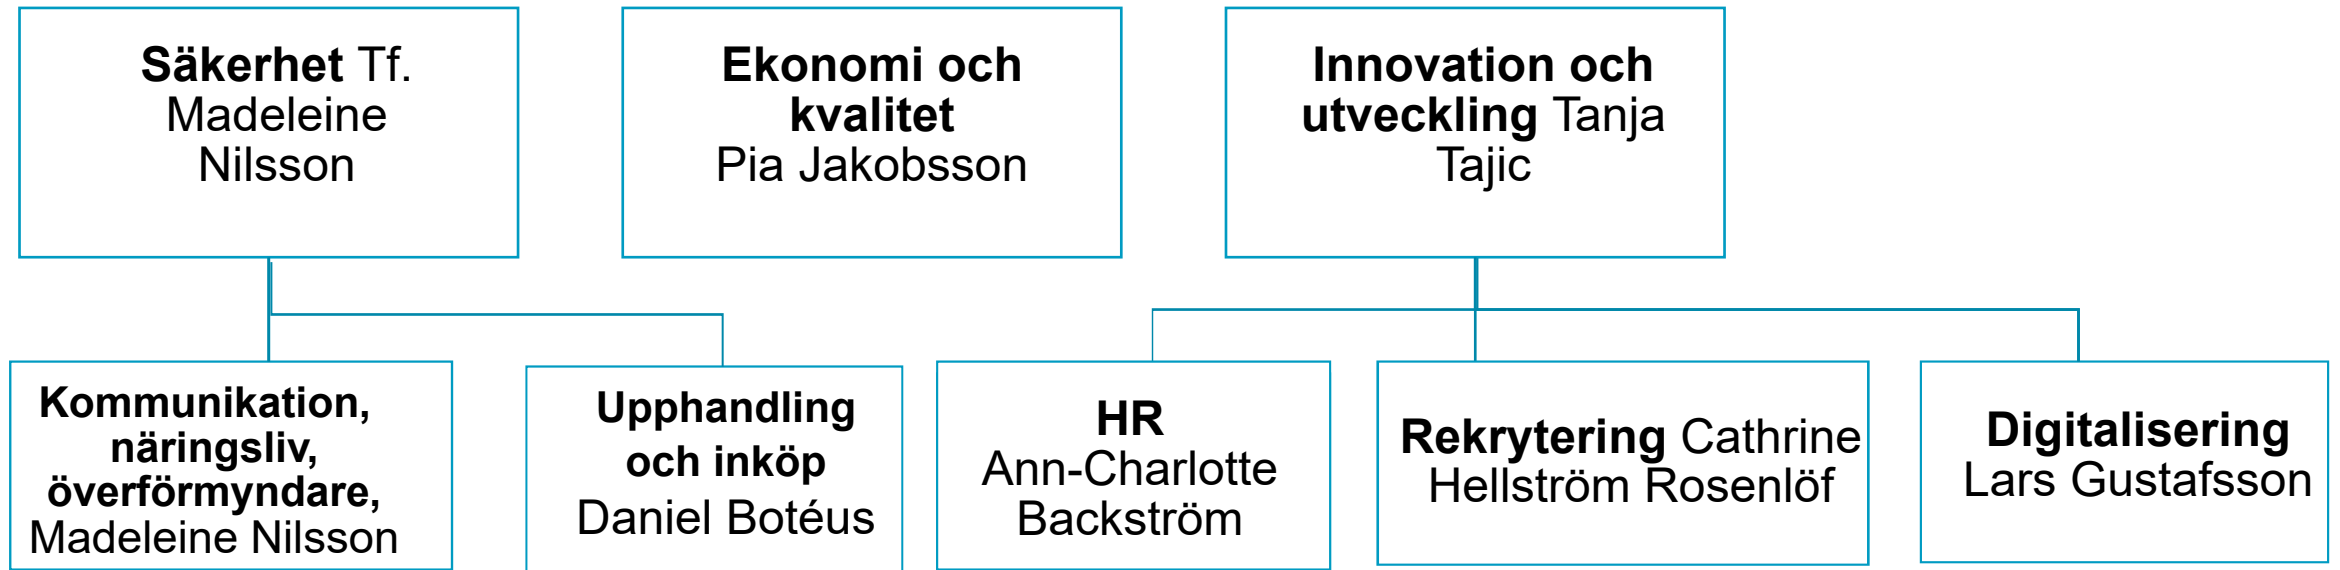 Säkerhet Tf.
Madeleine
Nilsson
Ekonomi och
kvalitet
Pia Jakobsson
Innovation och
utveckling Tanja
Tajic
Kommunikation,
näringsliv,
överförmyndare,
Madeleine Nilsson
Upphandling
och inköp
Daniel Botéus
HR
Ann-Charlotte
Backström
Rekrytering Cathrine
Hellström Rosenlöf
Digitalisering
Lars Gustafsson